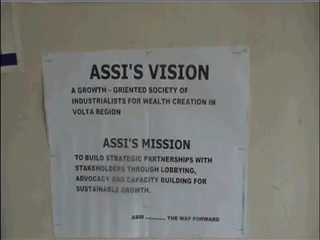 ASSI'S VISION
A GROWTH - ORIENTED SOCIETY OF
INDUSTRIALISTS FOR WEALTH CREATION IN
VOLTA REGION
ASSI'S MISSION
TO BUILD STRATEGIC PARTNERSHIPS WITH
STAKEHOLDERS THROUGH LOBBYING,
ADVOCACY AND CAPACITY BUILDING FOR
SUSTAINABLE GROWTH.
ASSI ............... THE WAY FORWARD